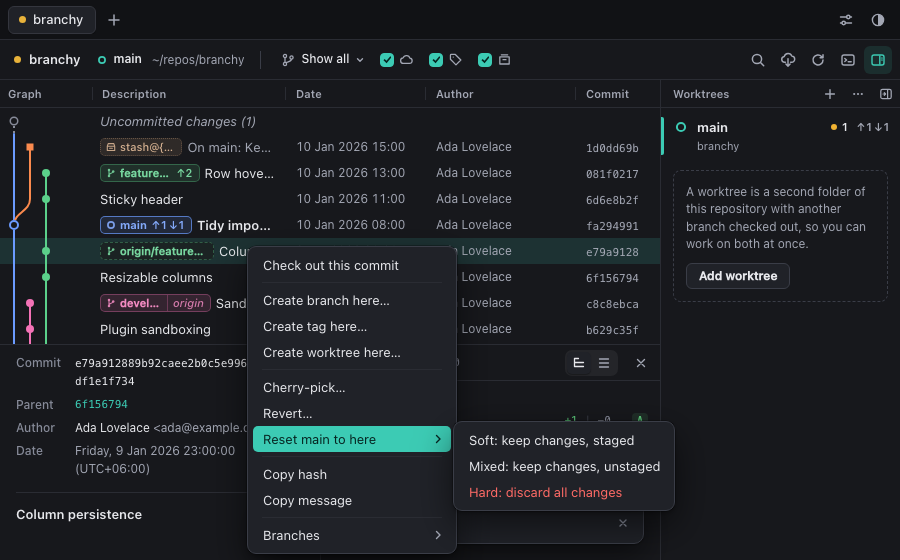 branchy
branchy main ~/repos/branchy Show all
Graph Description Date Author Commit Worktrees
Uncommitted changes (1)
stash@{... On main: Ke... 10 Jan 2026 15:00 Ada Lovelace 1d0dd69b
feature... ↑2 Row hove... 10 Jan 2026 13:00 Ada Lovelace 081f0217
Sticky header 10 Jan 2026 11:00 Ada Lovelace 6d6e8b2f
main ↑1↓1 Tidy impo... 10 Jan 2026 08:00 Ada Lovelace fa294991
origin/feature... Colu Lovelace e79a9128
Resizable columns Lovelace 6f156794
devel... origin Sand Lovelace c8c8ebca
Plugin sandboxing Lovelace b629c35f
main 1 ↑1↓1
branchy
A worktree is a second folder of
this repository with another
branch checked out, so you can
work on both at once.
Add worktree
Check out this commit
Create branch here...
Create tag here...
Create worktree here...
Cherry-pick...
Revert...
Reset main to here
Copy hash
Copy message
Branches
Soft: keep changes, staged
Mixed: keep changes, unstaged
Hard: discard all changes
Commit e79a912889b92caee2b0c5e996
df1e1f734
Parent 6f156794
Author Ada Lovelace <ada@example.c
Date Friday, 9 Jan 2026 23:00:00
(UTC+06:00)
Column persistence